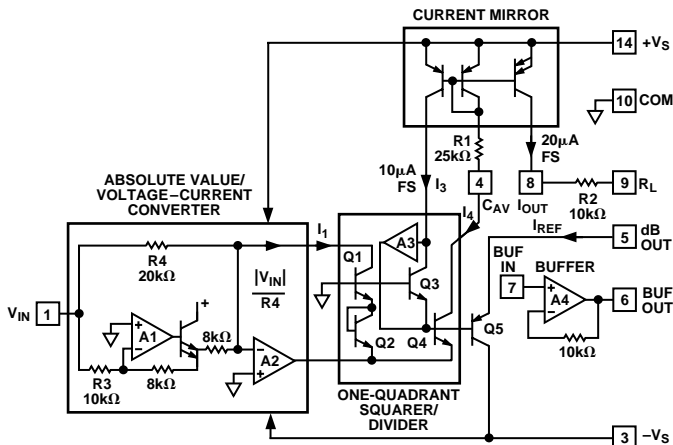 CURRENT MIRROR
14 +VS
10 COM
R1
25kΩ
20µA
FS
10µA
FS
I3
4
CAV
8
IOUT
R2
10kΩ
9 RL
ABSOLUTE VALUE/
VOLTAGE–CURRENT
CONVERTER
I1
I4
IREF
5 dB
OUT
R4
20kΩ
|VIN|
R4
A3
Q1
Q3
BUF
IN
7
BUFFER
A4
6 BUF
OUT
10kΩ
VIN 1
+
A1
8kΩ
A2
Q2
Q4
Q5
R3
10kΩ
8kΩ
ONE-QUADRANT
SQUARER/
DIVIDER
3 –VS